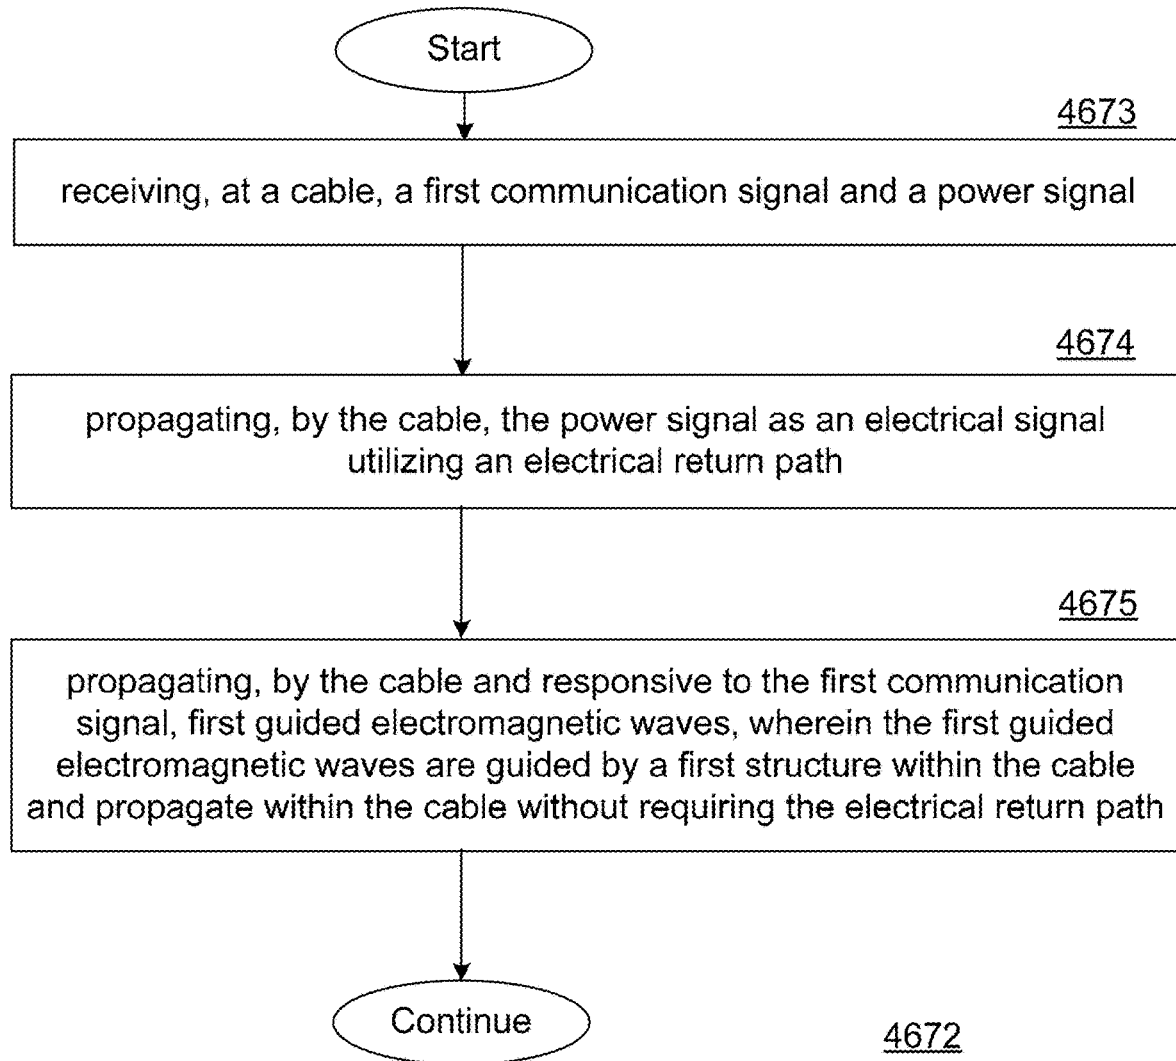 Start
4673
receiving, at a cable, a first communication signal and a power signal
4674
propagating, by the cable, the power signal as an electrical signal
utilizing an electrical return path
4675
propagating, by the cable and responsive to the first communication
signal, first guided electromagnetic waves, wherein the first guided
electromagnetic waves are guided by a first structure within the cable
and propagate within the cable without requiring the electrical return path
Continue
4672